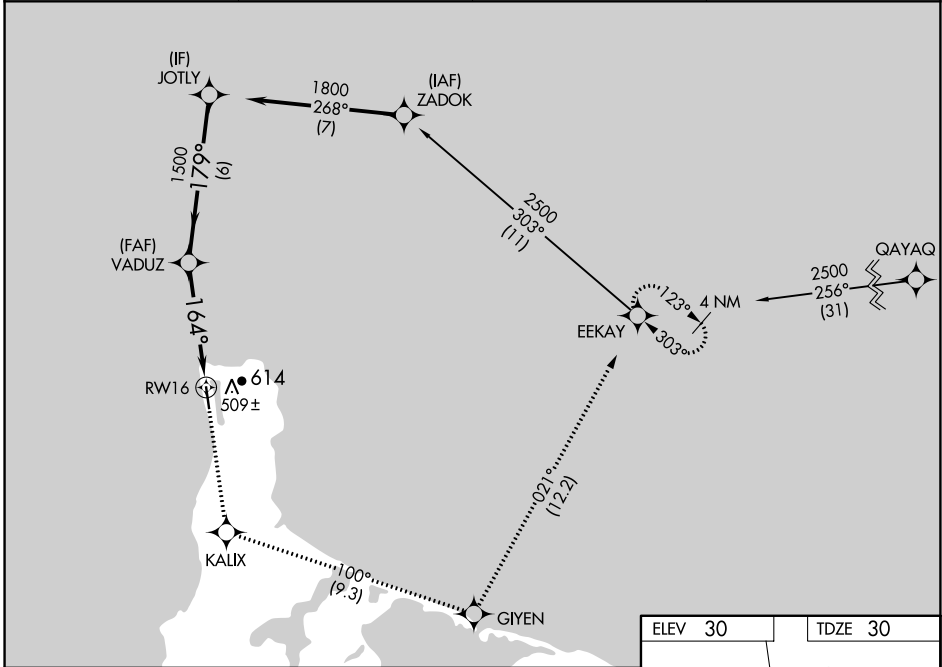 (IF)
JOTLY
1800
268°
(7)
(IAF)
ZADOK
1500
179°
(6)
2500
303°
(11)
(FAF)
VADUZ
QAYAQ
2500
256°
(31)
123°
4 NM
EEKAY
303°
164°
RW16
614
509±
021°
(12.2)
KALIX
100°
(9.3)
GIYEN
ELEV 30
TDZE 30